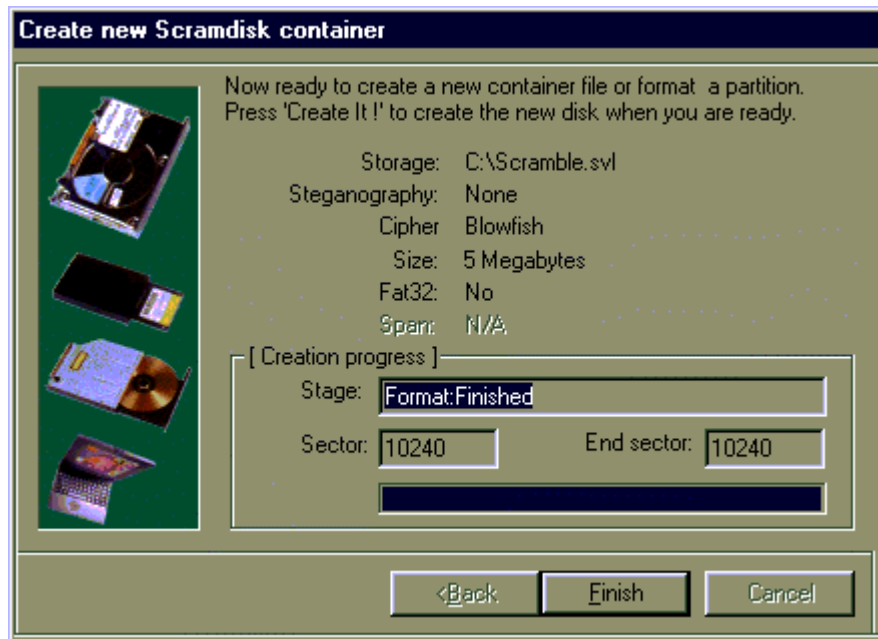 Create new Scramdisk container
Now ready to create a new container file or format a partition.
Press 'Create It !' to create the new disk when you are ready.
Storage: C:\Scramble.svl
Steganography: None
Cipher Blowfish
Size: 5 Megabytes
Fat32: No
Span: N/A
[ Creation progress ]
Stage: Format:Finished
Sector: 10240 End sector: 10240
<Back Finish Cancel